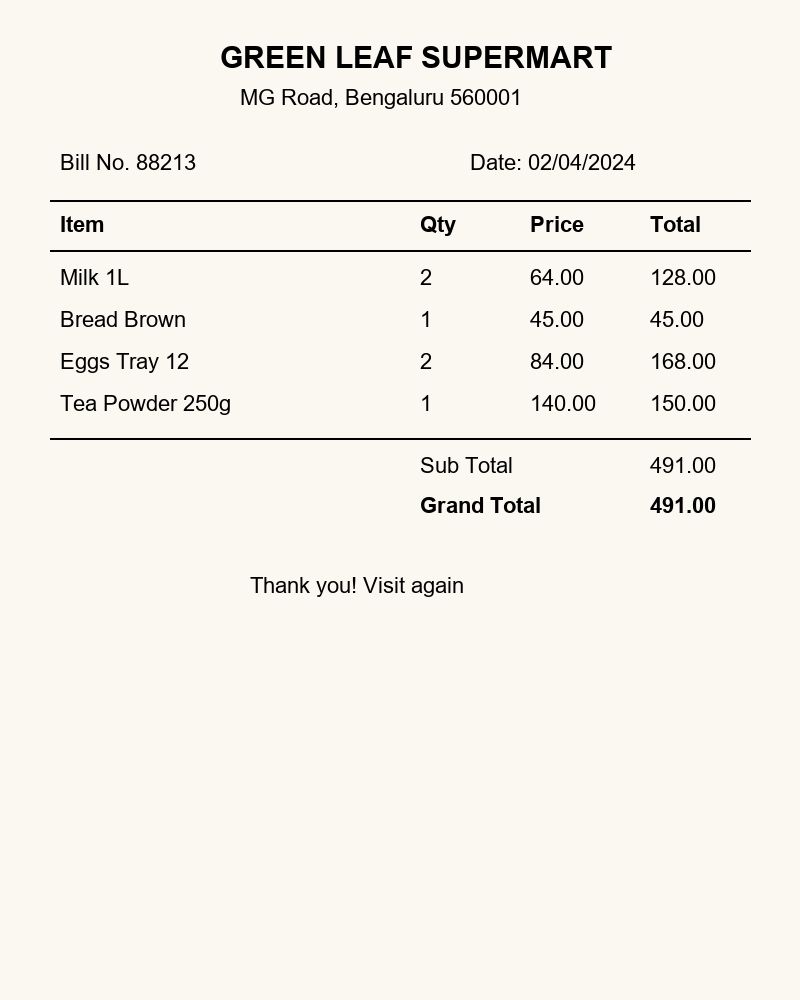 GREEN LEAF SUPERMART
MG Road, Bengaluru 560001
Bill No. 88213 Date: 02/04/2024
Item Qty Price Total
Milk 1L 2 64.00 128.00
Bread Brown 1 45.00 45.00
Eggs Tray 12 2 84.00 168.00
Tea Powder 250g 1 140.00 150.00
Sub Total 491.00
Grand Total 491.00
Thank you! Visit again